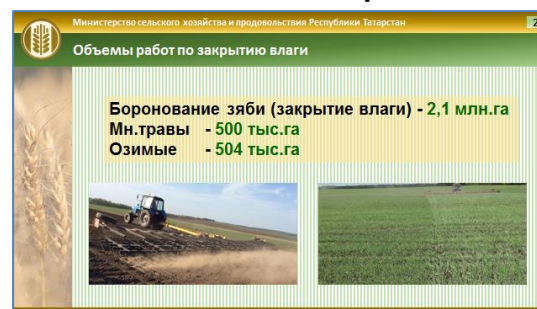 Министерство сельского хозяйства и продовольствия Республики Татарстан
2
Объемы работ по закрытию влаги
Боронование зяби (закрытие влаги) - 2,1 млн.га
Мн.травы - 500 тыс.га
Озимые - 504 тыс.га